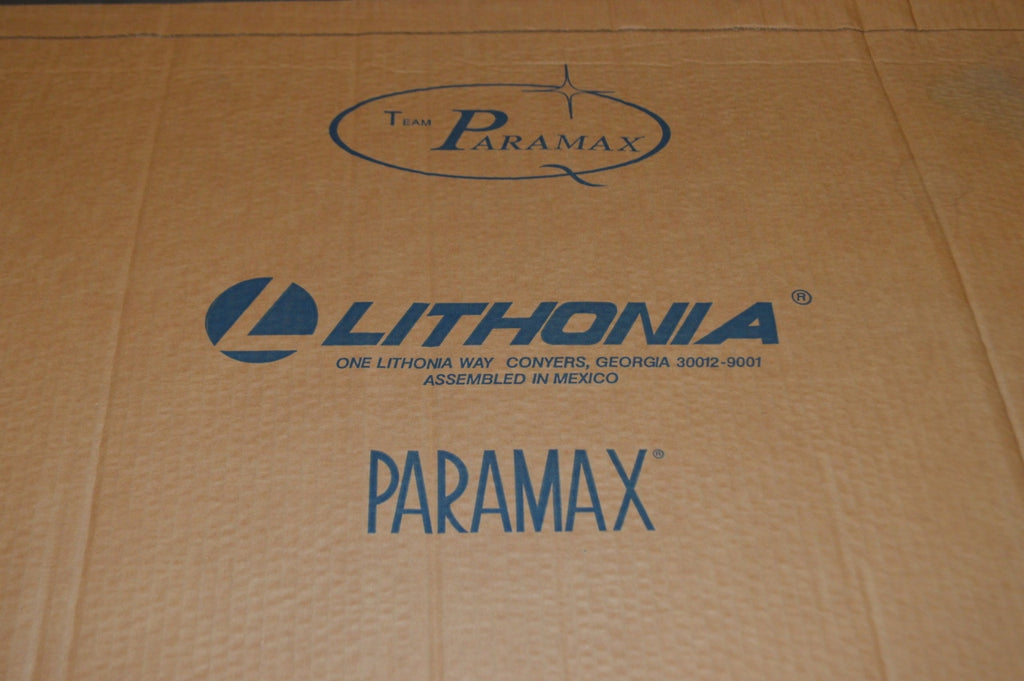 TEAM PARAMAX
LITHONIA®
ONE LITHONIA WAY CONYERS, GEORGIA 30012-9001
ASSEMBLED IN MEXICO
PARAMAX®